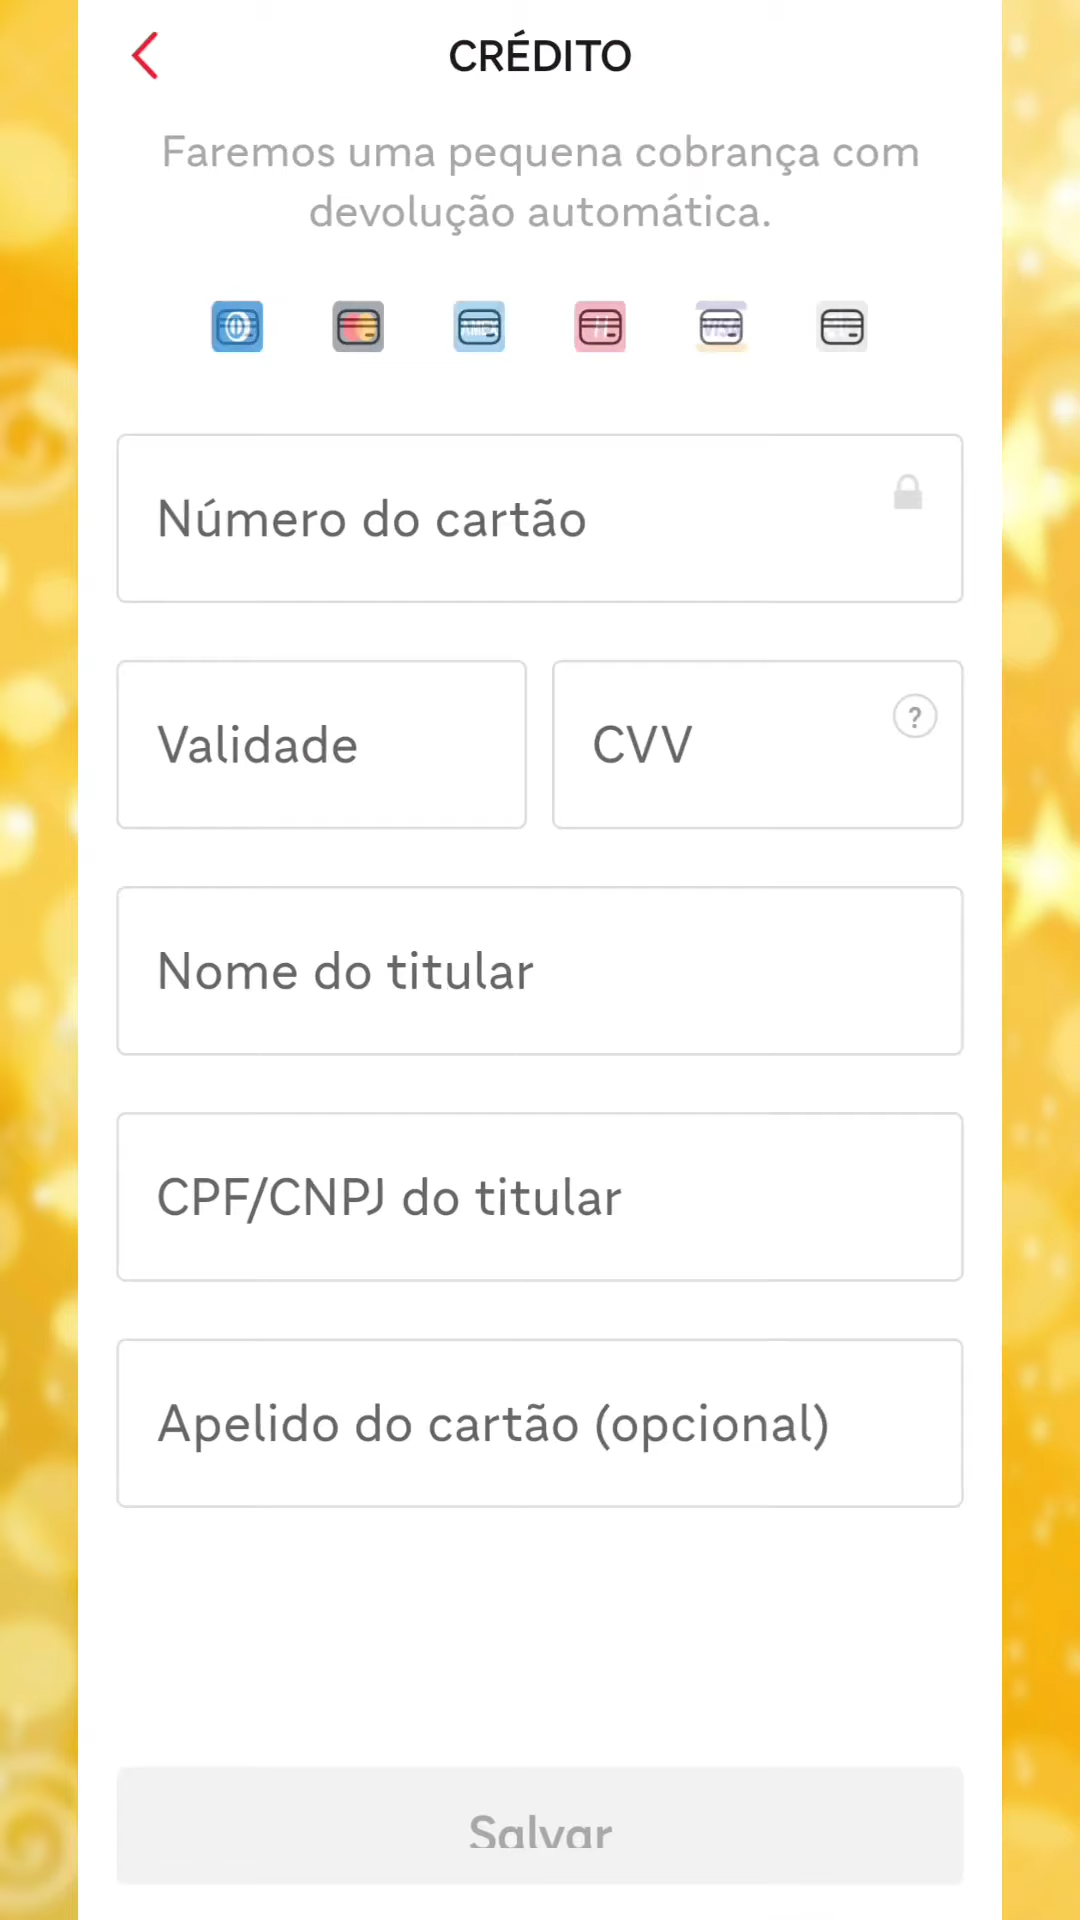 CRÉDITO
Faremos uma pequena cobrança com
devolução automática.
VISA
Número do cartão
Validade
CVV
?
Nome do titular
CPF/CNPJ do titular
Apelido do cartão (opcional)
Salvar